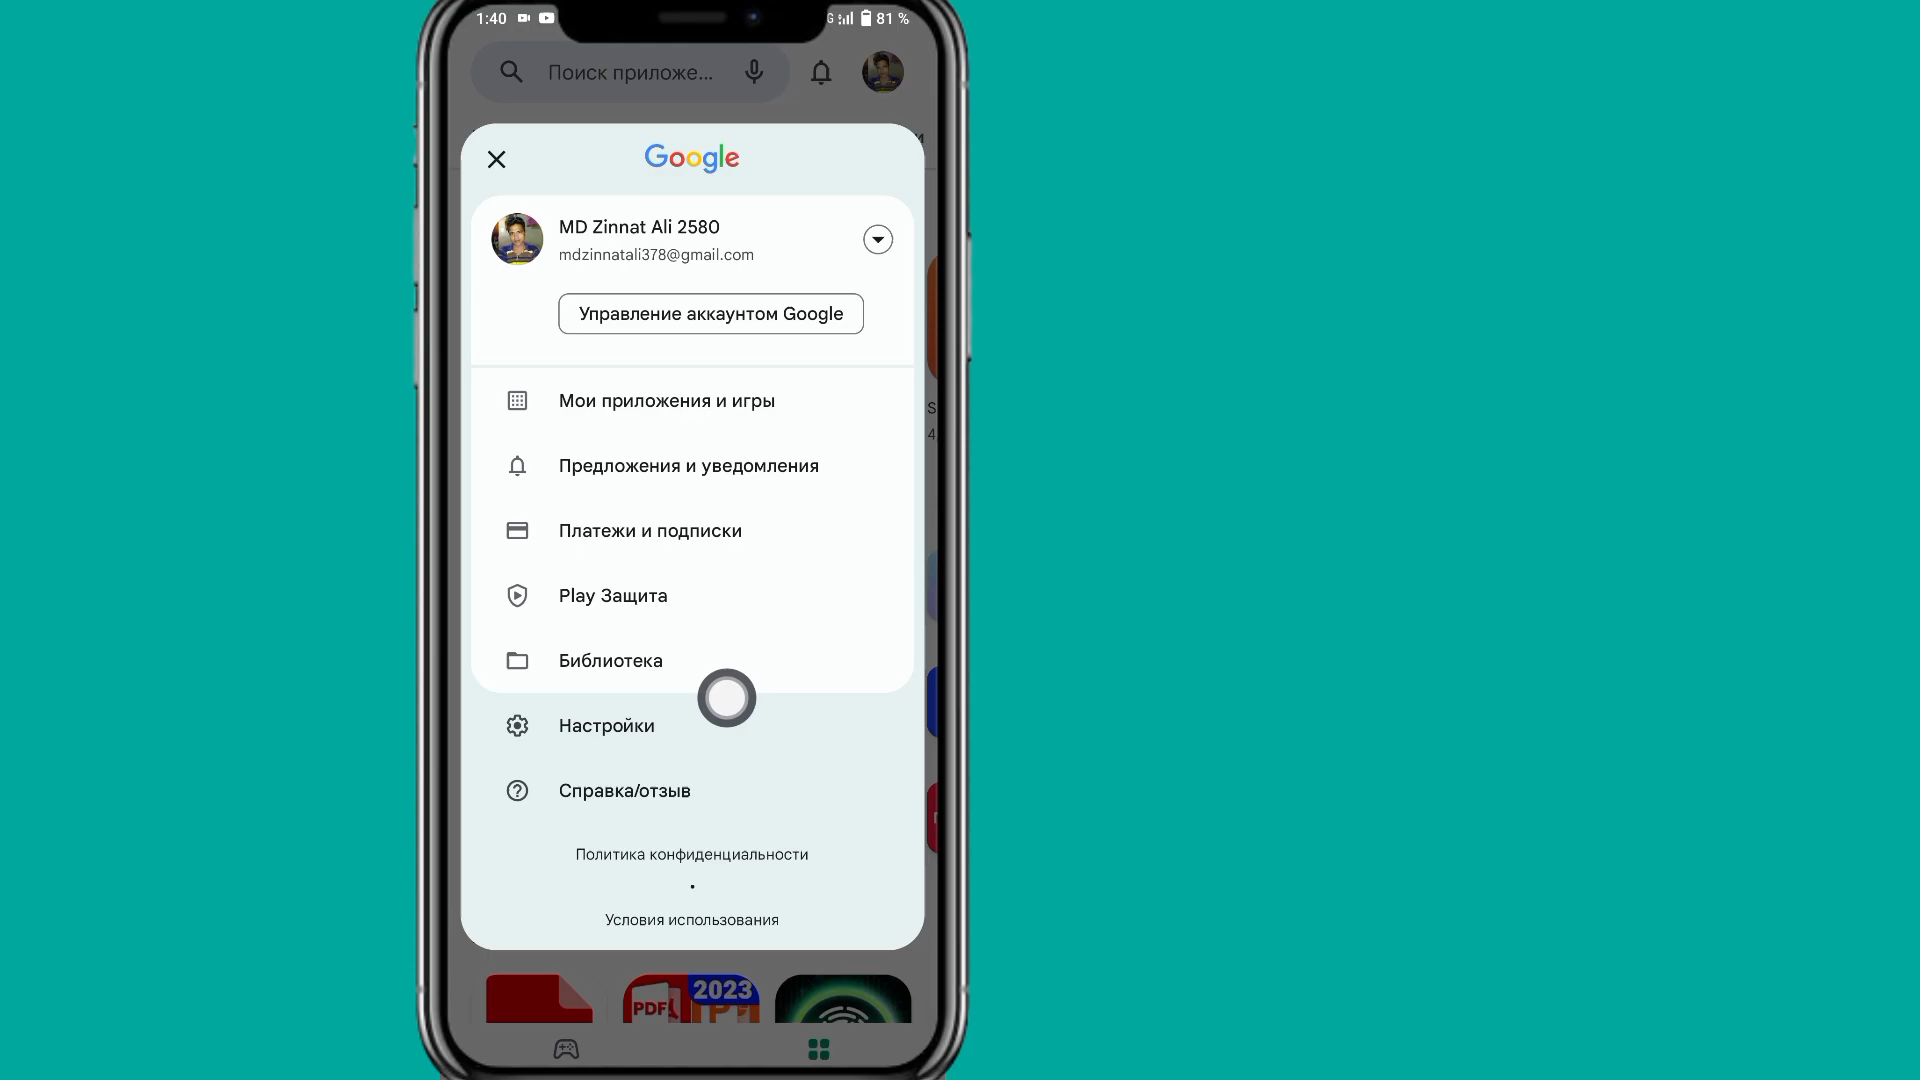 1:40
G
81 %
Поиск приложе...
Google
MD Zinnat Ali 2580
mdzinnatali378@gmail.com
Управление аккаунтом Google
Мои приложения и игры
S
4
Предложения и уведомления
Платежи и подписки
Play Защита
Библиотека
Настройки
Справка/отзыв
Политика конфиденциальности
•
Условия использования
2023
PDF